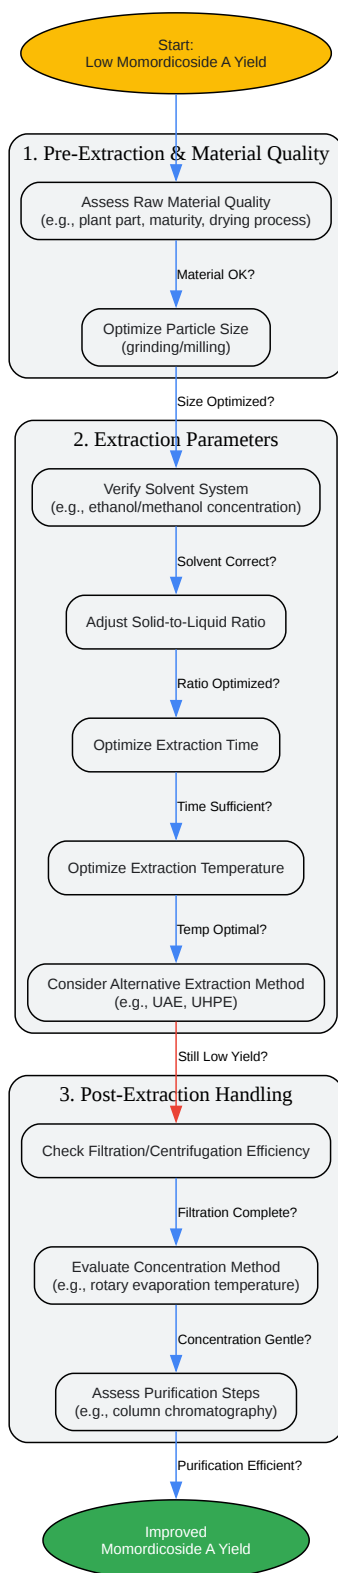 Start:
Low Momordicoside A Yield
1. Pre-Extraction & Material Quality
Assess Raw Material Quality
(e.g., plant part, maturity, drying process)
Material OK?
Optimize Particle Size
(grinding/milling)
Size Optimized?
2. Extraction Parameters
Verify Solvent System
(e.g., ethanol/methanol concentration)
Solvent Correct?
Adjust Solid-to-Liquid Ratio
Ratio Optimized?
Optimize Extraction Time
Time Sufficient?
Optimize Extraction Temperature
Temp Optimal?
Consider Alternative Extraction Method
(e.g., UAE, UHPE)
Still Low Yield?
3. Post-Extraction Handling
Check Filtration/Centrifugation Efficiency
Filtration Complete?
Evaluate Concentration Method
(e.g., rotary evaporation temperature)
Concentration Gentle?
Assess Purification Steps
(e.g., column chromatography)
Purification Efficient?
Improved
Momordicoside A Yield